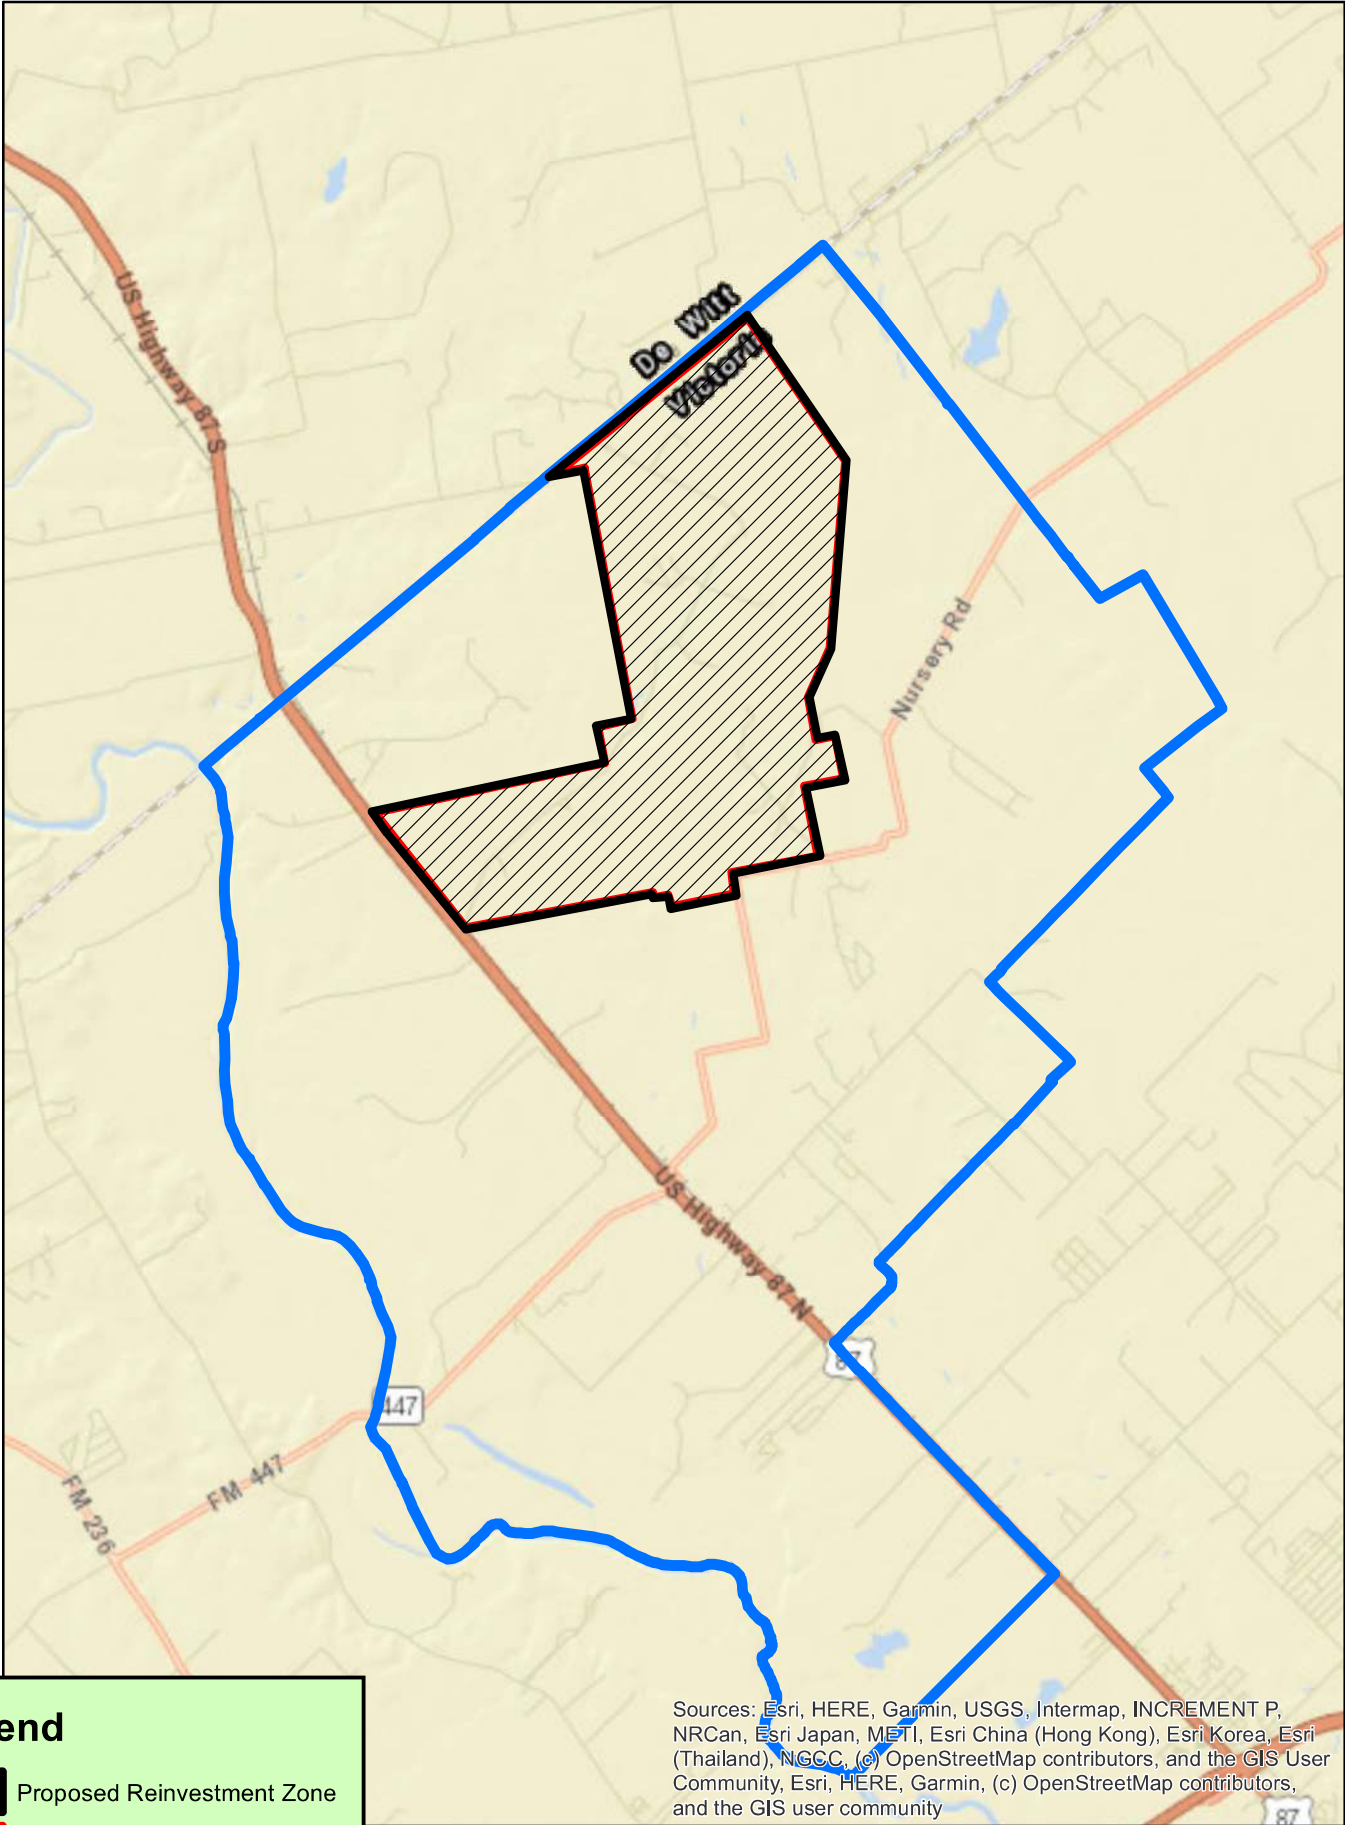 De Witt
Victoria
US Highway 87 S
Nursery Rd
US Highway 87 N
87
447
FM 447
FM 236
end
Proposed Reinvestment Zone
Sources: Esri, HERE, Garmin, USGS, Intermap, INCREMENT P,
NRCan, Esri Japan, METI, Esri China (Hong Kong), Esri Korea, Esri
(Thailand), NGCC, (c) OpenStreetMap contributors, and the GIS User
Community, Esri, HERE, Garmin, (c) OpenStreetMap contributors,
and the GIS user community
87